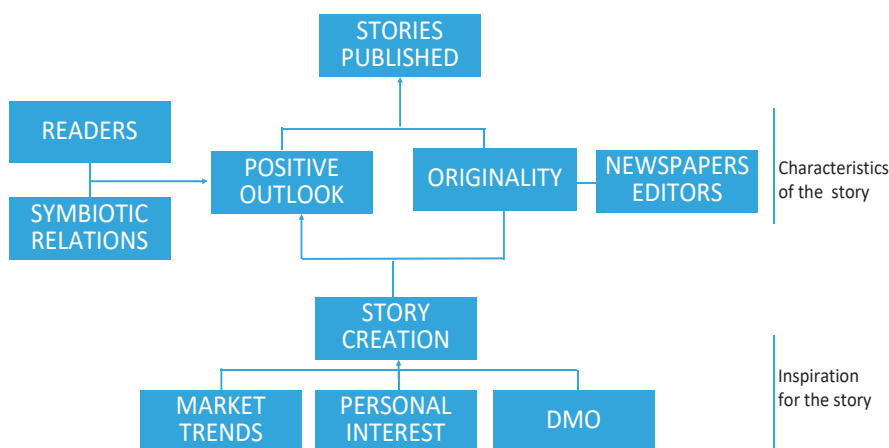 STORIES
PUBLISHED
READERS
POSITIVE
OUTLOOK
ORIGINALITY
NEWSPAPERS
EDITORS
Characteristics
of the story
SYMBIOTIC
RELATIONS
STORY
CREATION
MARKET
TRENDS
PERSONAL
INTEREST
DMO
Inspiration
for the story